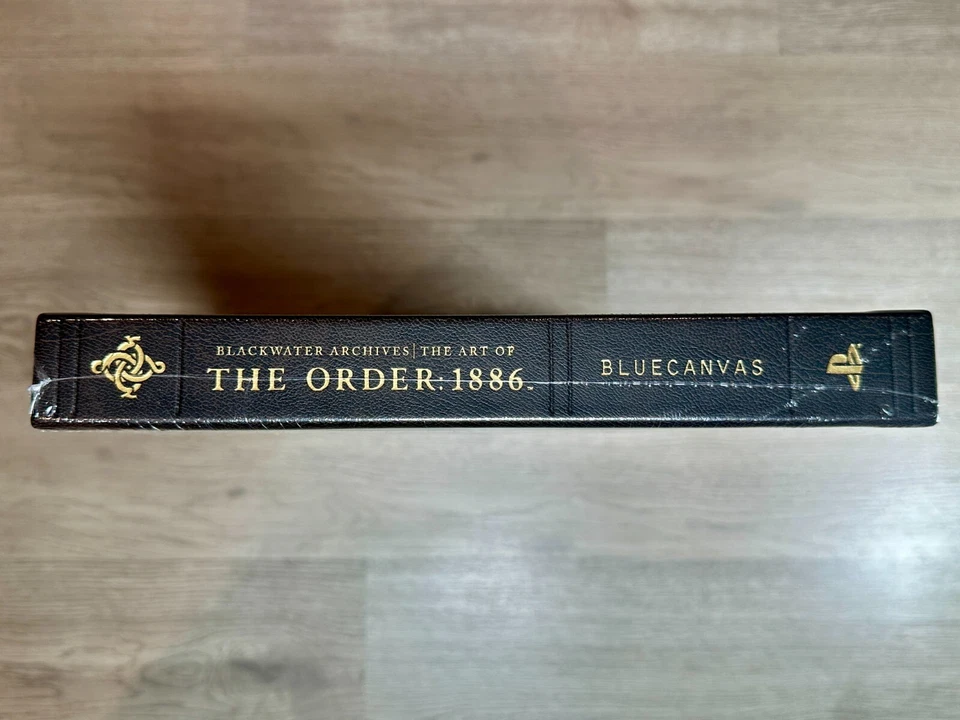 BLACKWATER ARCHIVES | THE ART OF
THE ORDER: 1886
BLUECANVAS